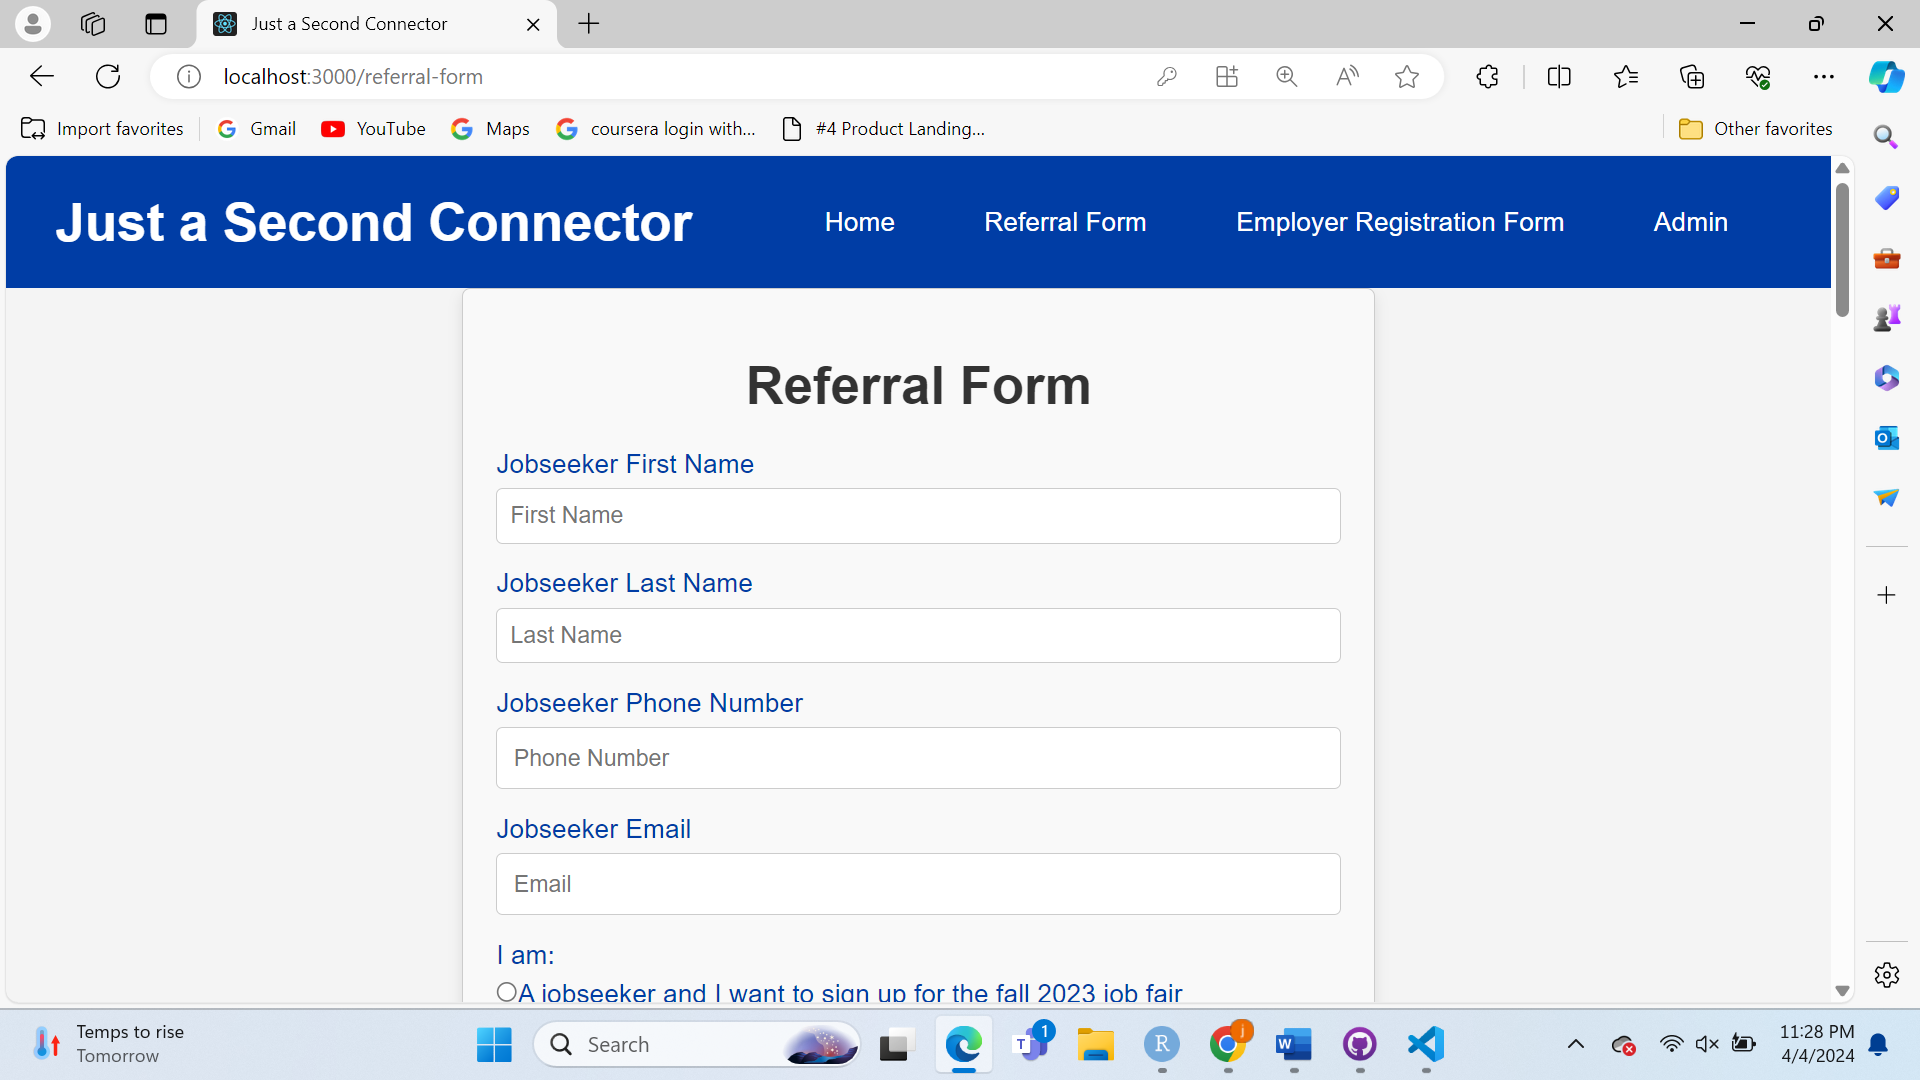 Just a Second Connector
localhost:3000/referral-form
Import favorites Gmail YouTube Maps coursera login with... #4 Product Landing... Other favorites
Just a Second Connector Home Referral Form Employer Registration Form Admin
Referral Form
Jobseeker First Name
First Name
Jobseeker Last Name
Last Name
Jobseeker Phone Number
Phone Number
Jobseeker Email
Email
I am:
A jobseeker and I want to sign up for the fall 2023 job fair
Temps to rise
Tomorrow
Search
1
T
R
j
W
11:28 PM
4/4/2024